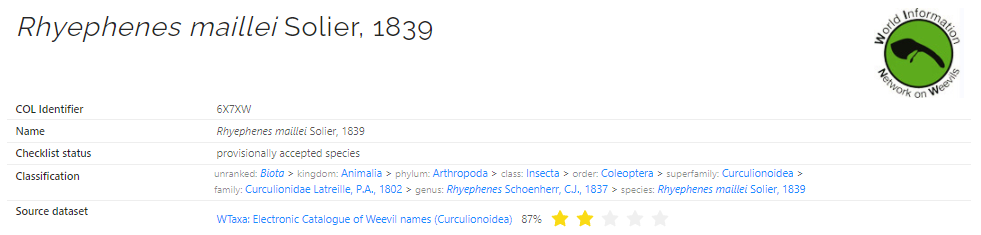 Rhyephenes maillei Solier, 1839
World Information
Network on Weevils
COL Identifier 6X7XW
Name Rhyephenes maillei Solier, 1839
Checklist status provisionally accepted species
Classification unranked: Biota > kingdom: Animalia > phylum: Arthropoda > class: Insecta > order: Coleoptera > superfamily: Curculionoidea >
family: Curculionidae Latreille, P.A., 1802 > genus: Rhyephenes Schoenherr, C.J., 1837 > species: Rhyephenes maillei Solier, 1839
Source dataset WTaxa: Electronic Catalogue of Weevil names (Curculionoidea) 87%